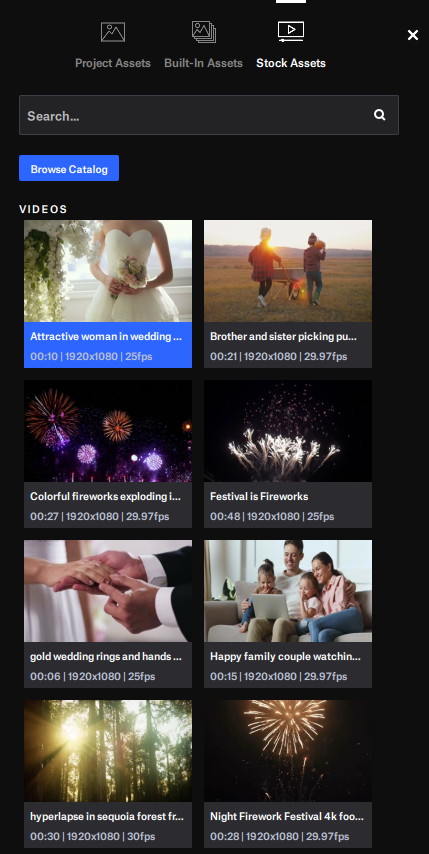 Project Assets Built-In Assets Stock Assets
Search...
Browse Catalog
VIDEOS
Attractive woman in wedding ...
00:10 | 1920x1080 | 25fps
Brother and sister picking pu...
00:21 | 1920x1080 | 29.97fps
Colorful fireworks exploding i...
00:27 | 1920x1080 | 29.97fps
Festival is Fireworks
00:48 | 1920x1080 | 25fps
gold wedding rings and hands ...
00:06 | 1920x1080 | 25fps
Happy family couple watchin...
00:15 | 1920x1080 | 29.97fps
hyperlapse in sequoia forest fr...
00:30 | 1920x1080 | 30fps
Night Firework Festival 4k foo...
00:28 | 1920x1080 | 29.97fps